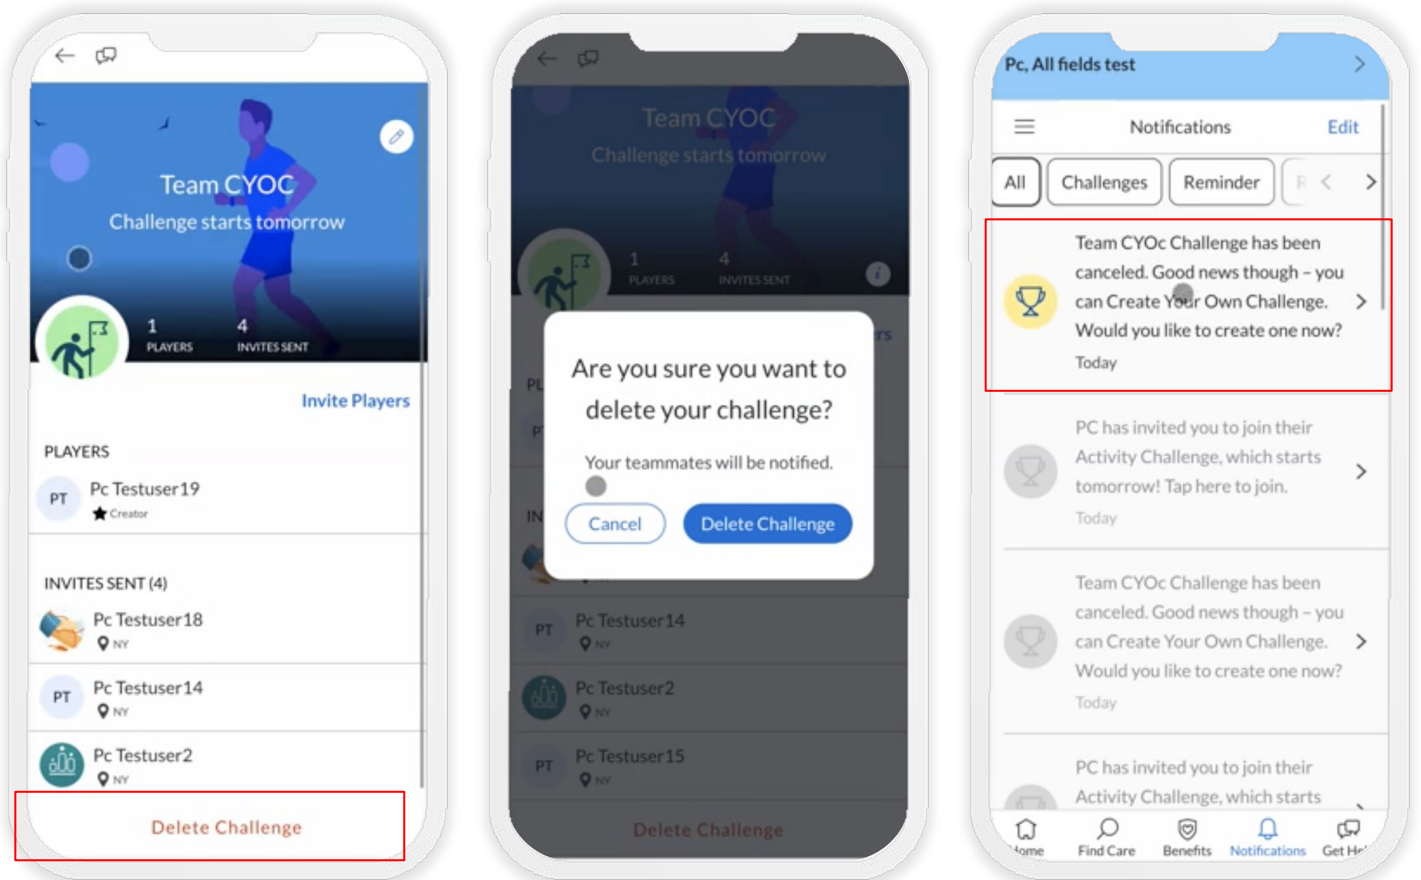 Team CYOC
Challenge starts tomorrow
1
PLAYERS
4
INVITES SENT
Invite Players
PLAYERS
PT
Pc Testuser19
Creator
INVITES SENT (4)
Pc Testuser18
NY
PT
Pc Testuser14
NY
Pc Testuser2
NY
Delete Challenge
Team CYOC
Challenge starts tomorrow
1
PLAYERS
4
INVITES SENT
i
Are you sure you want to
delete your challenge?
Your teammates will be notified.
Cancel
Delete Challenge
PT
Pc Testuser14
NY
Pc Testuser2
NY
PT
Pc Testuser15
NY
Delete Challenge
Pc, All fields test
Notifications
Edit
All
Challenges
Reminder
Team CYOc Challenge has been
canceled. Good news though – you
can Create Your Own Challenge.
Would you like to create one now?
Today
PC has invited you to join their
Activity Challenge, which starts
tomorrow! Tap here to join.
Today
Team CYOc Challenge has been
canceled. Good news though – you
can Create Your Own Challenge.
Would you like to create one now?
Today
PC has invited you to join their
Activity Challenge, which starts
Home
Find Care
Benefits
Notifications
Get